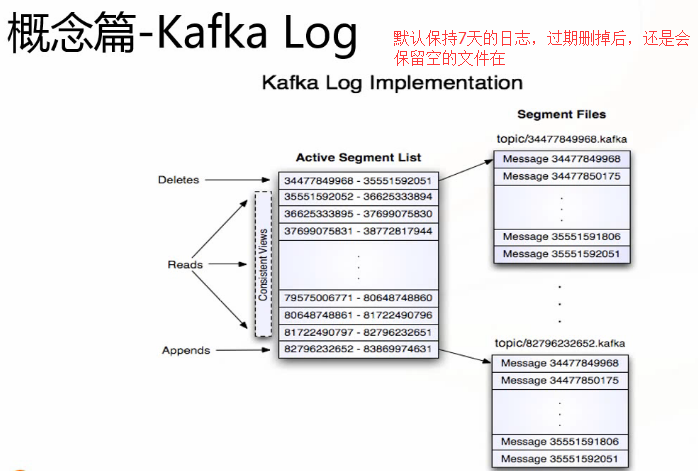 概念篇-Kafka Log
默认保持7天的日志，过期删掉后，还是会
保留空的文件在
Kafka Log Implementation
Segment Files
topic/34477849968.kafka
Active Segment List
Message 34477849968
Message 34477850175
.
.
.
Message 35551591806
Message 35551592051
Deletes
34477849968 - 35551592051
35551592052 - 36625333894
36625333895 - 37699075830
37699075831 - 38772817944
.
.
.
Reads
Consistent Views
79575006771 - 80648748860
80648748861 - 81722490796
81722490797 - 82796232651
Appends
82796232652 - 83869974631
.
.
.
topic/82796232652.kafka
Message 34477849968
Message 34477850175
.
.
.
Message 35551591806
Message 35551592051